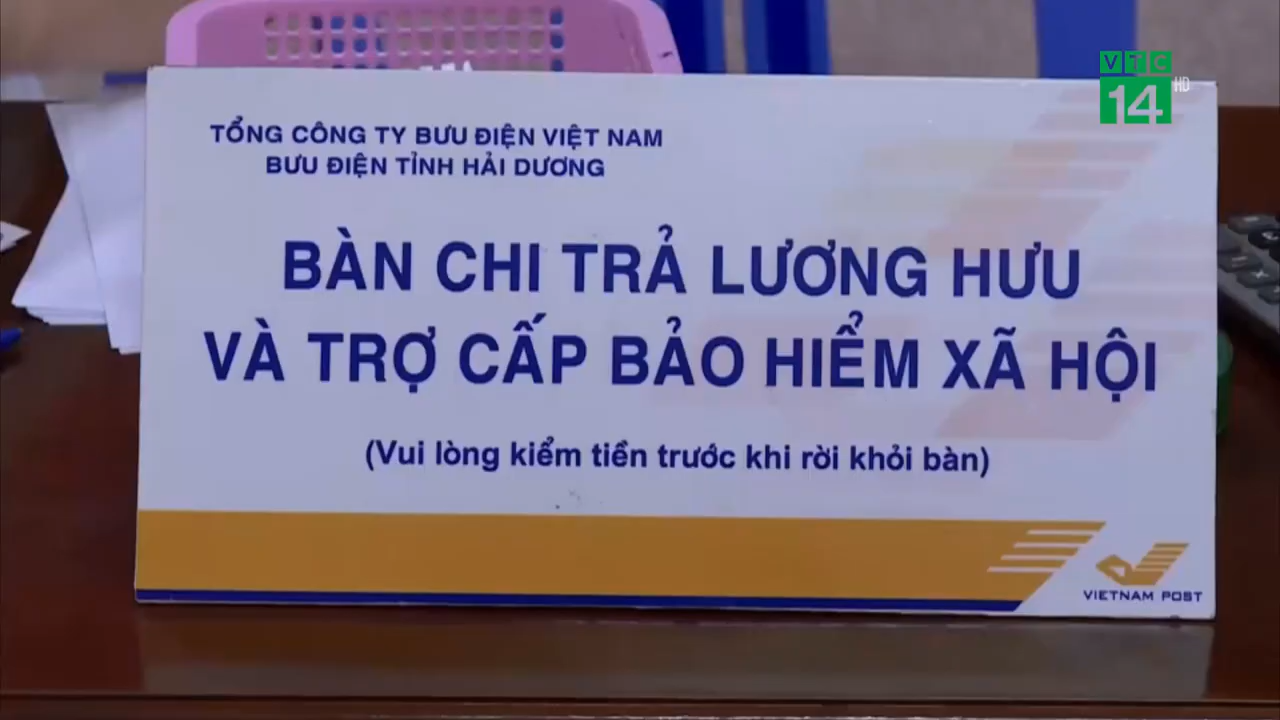 VTC
14 HD
TỔNG CÔNG TY BƯU ĐIỆN VIỆT NAM
BƯU ĐIỆN TỈNH HẢI DƯƠNG
BÀN CHI TRẢ LƯƠNG HƯU
VÀ TRỢ CẤP BẢO HIỂM XÃ HỘI
(Vui lòng kiểm tiền trước khi rời khỏi bàn)
VIETNAM POST